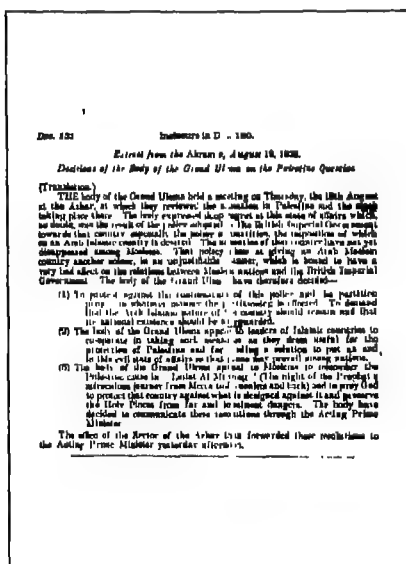 Extract from the Ahram of August 19, 1938.
Decisions of the Body of the Grand Ulema on the Palestine Question
(Translation.)
THE body of the Grand Ulema held a meeting on Thursday, the 18th August
at the Azhar, at which they reviewed the situation in Palestine and the
taking place there. The body expressed deep regret at this state of affairs which,
no doubt, was the result of the policy adopted by the British Imperial Government
towards that country especially the policy of partition, the imposition of which
on an Arab Islamic country is desired. The
disappeared among Moslems. That policy aims at giving an Arab Moslem
country another colour, in an unjustifiable manner, which is bound to have a
very bad effect on the relations between Moslem nations and the British Imperial
Government. The body of the Grand Ulema have therefore decided—
(1) To protest against the continuation of this policy and the partition
in whatever manner the partitioning is effected. To demand
that the Arab Islamic nature of the country should remain and that
its national existence should be safeguarded.
(2) The body of the Grand Ulema appeal to leaders of Islamic countries to
co-operate in taking such measures as they deem useful for the
protection of Palestine and for finding a solution to put an end
to this evil state of affairs so that peace may prevail among nations.
(3) The body of the Grand Ulema appeal to Moslems to remember the
Palestine cause in "Lailat Al Miraag" (The night of the Prophet's
miraculous journey from Mecca to Jerusalem and back) and to pray God
to protect that country against what is designed against it and preserve
the Holy Places from far and imminent dangers. The body have
decided to communicate these resolutions through the Acting Prime
Minister.
The office of the Rector of the Azhar has forwarded these resolutions to
the Acting Prime Minister yesterday afternoon.